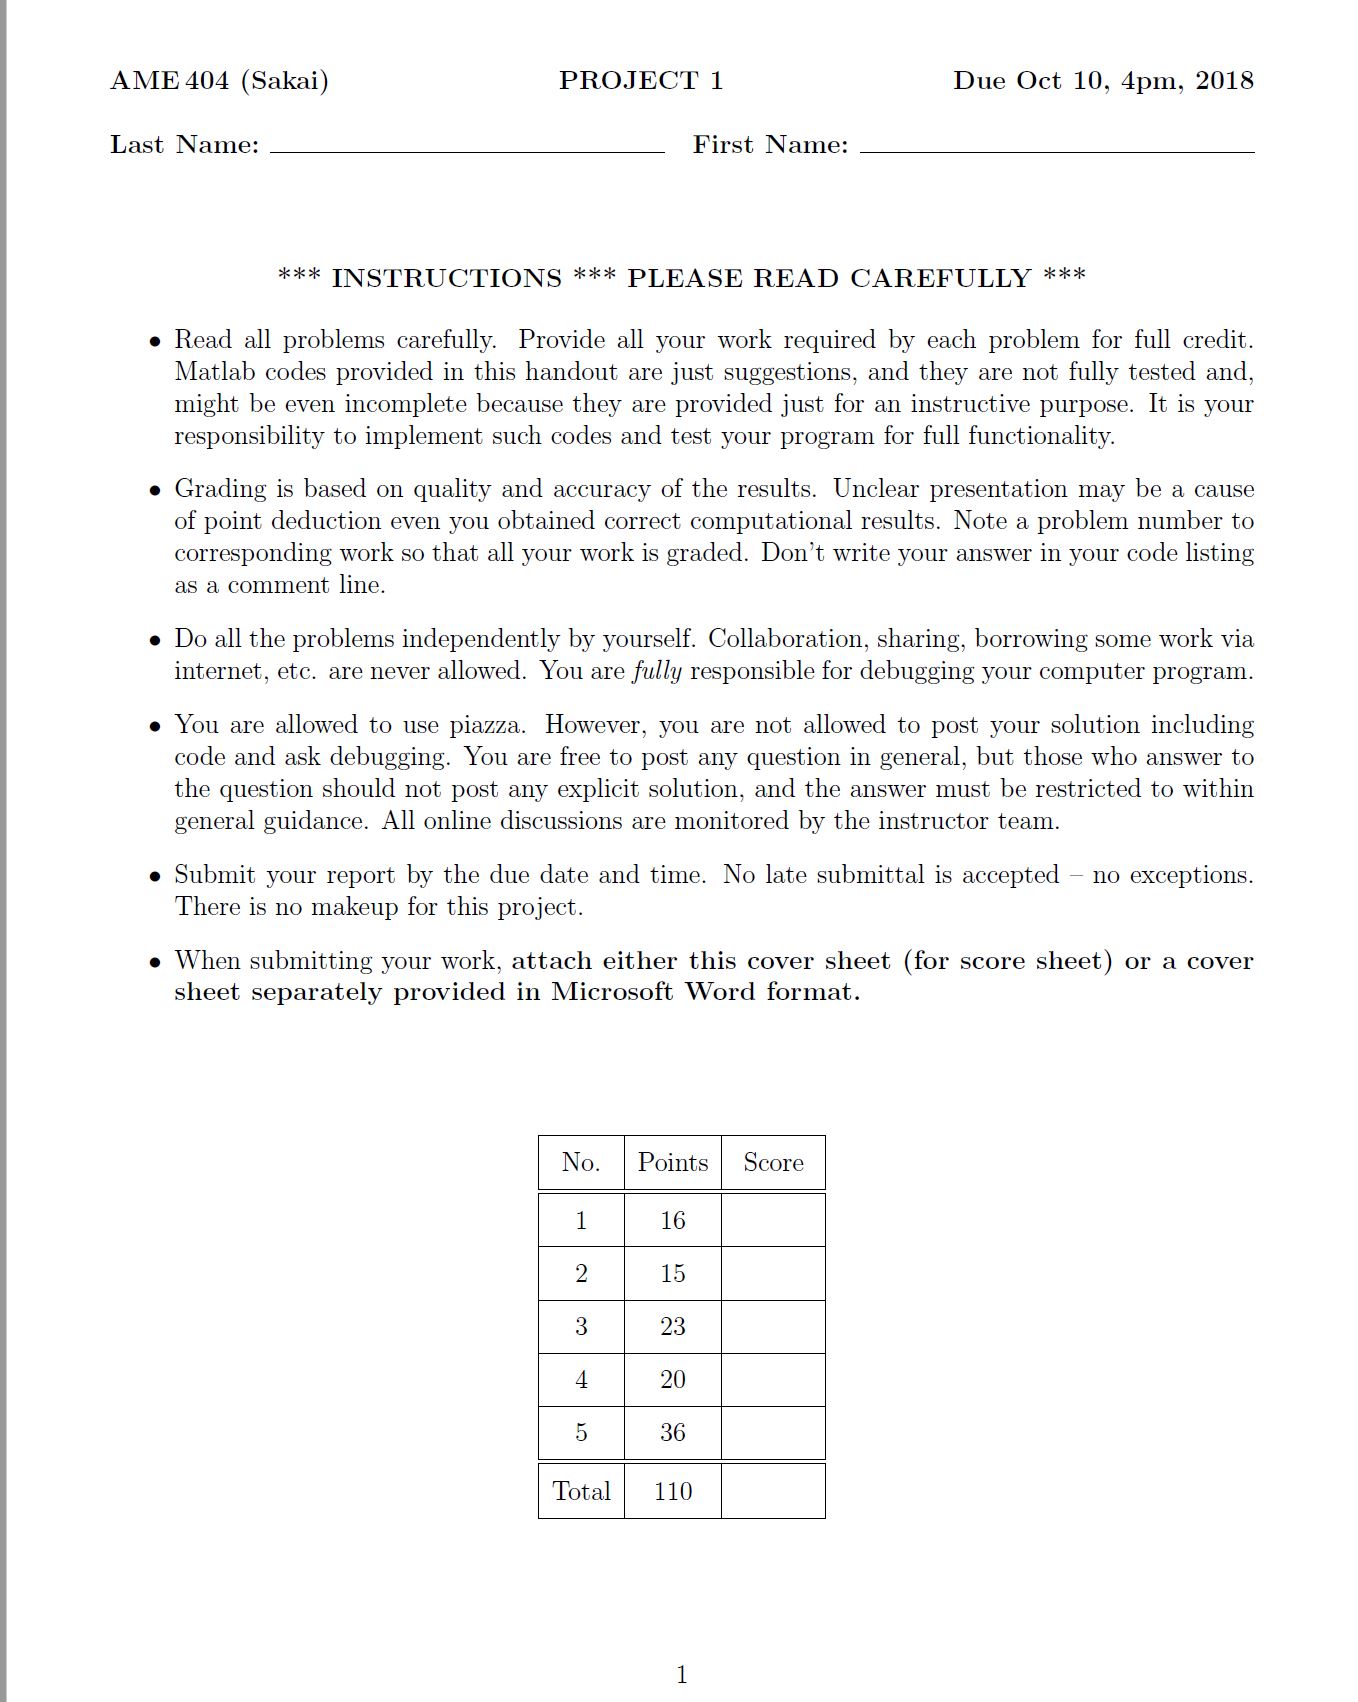 AME 404 (Sakai) PROJECT 1 Due Oct 10, 4pm, 2018
Last Name: First Name:
*** INSTRUCTIONS *** PLEASE READ CAREFULLY ***
• Read all problems carefully. Provide all your work required by each problem for full credit.
Matlab codes provided in this handout are just suggestions, and they are not fully tested and,
might be even incomplete because they are provided just for an instructive purpose. It is your
responsibility to implement such codes and test your program for full functionality.
• Grading is based on quality and accuracy of the results. Unclear presentation may be a cause
of point deduction even you obtained correct computational results. Note a problem number to
corresponding work so that all your work is graded. Don't write your answer in your code listing
as a comment line.
• Do all the problems independently by yourself. Collaboration, sharing, borrowing some work via
internet, etc. are never allowed. You are fully responsible for debugging your computer program.
• You are allowed to use piazza. However, you are not allowed to post your solution including
code and ask debugging. You are free to post any question in general, but those who answer to
the question should not post any explicit solution, and the answer must be restricted to within
general guidance. All online discussions are monitored by the instructor team.
• Submit your report by the due date and time. No late submittal is accepted – no exceptions.
There is no makeup for this project.
• When submitting your work, attach either this cover sheet (for score sheet) or a cover
sheet separately provided in Microsoft Word format.
No. Points Score
1 16
2 15
3 23
4 20
5 36
Total 110
1